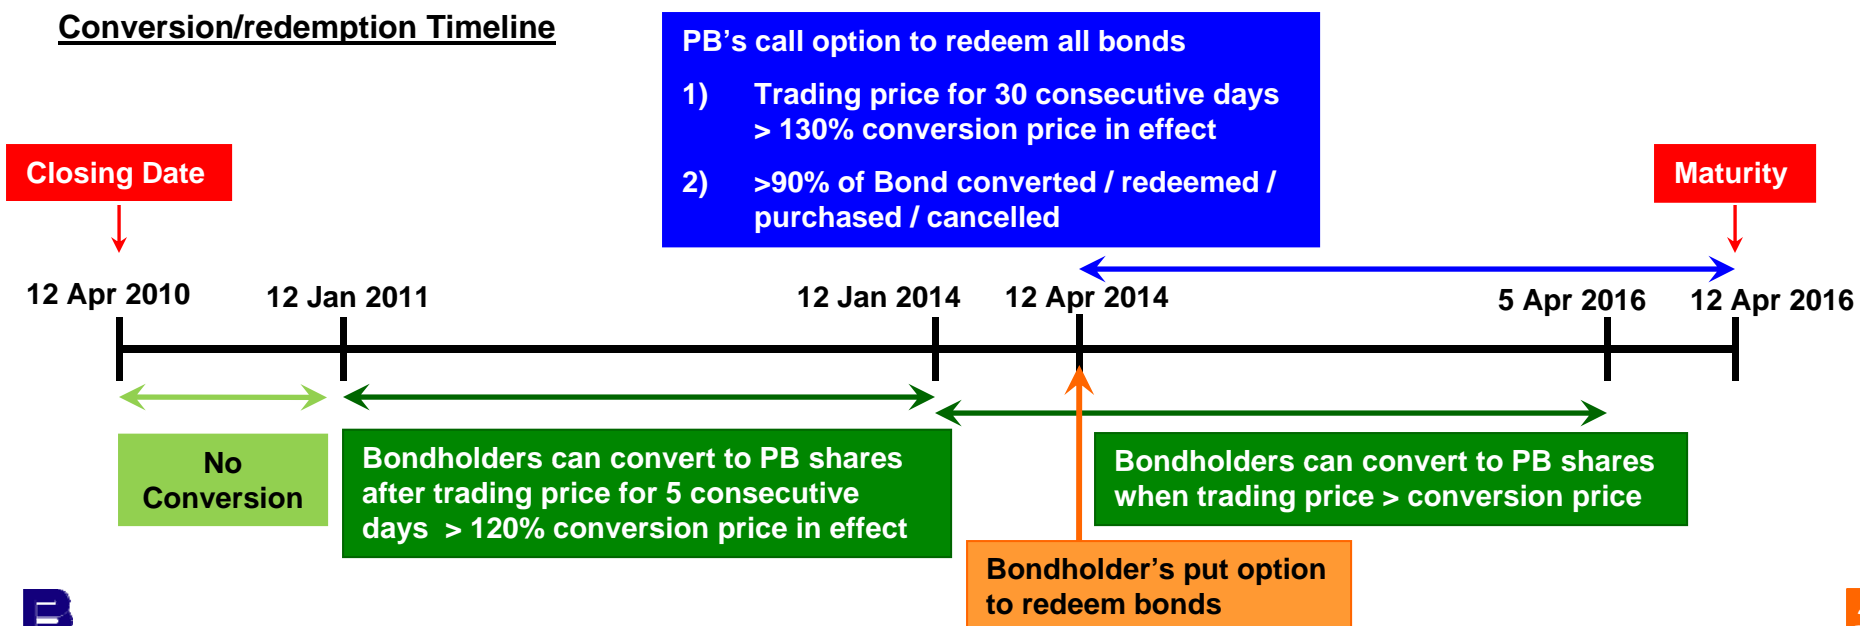 Conversion/redemption Timeline
PB’s call option to redeem all bonds
1) Trading price for 30 consecutive days
> 130% conversion price in effect
2) >90% of Bond converted / redeemed /
purchased / cancelled
Closing Date
Maturity
12 Apr 2010
12 Jan 2011
12 Jan 2014
12 Apr 2014
5 Apr 2016
12 Apr 2016
No
Conversion
Bondholders can convert to PB shares
after trading price for 5 consecutive
days > 120% conversion price in effect
Bondholders can convert to PB shares
when trading price > conversion price
Bondholder’s put option
to redeem bonds